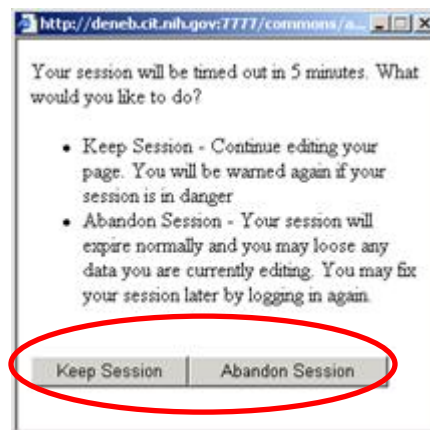 http://deneb.cit.nih.gov:7777/commons/a...
Your session will be timed out in 5 minutes. What
would you like to do?
• Keep Session - Continue editing your
page. You will be warned again if your
session is in danger
• Abandon Session - Your session will
expire normally and you may loose any
data you are currently editing. You may fix
your session later by logging in again.
Keep Session Abandon Session